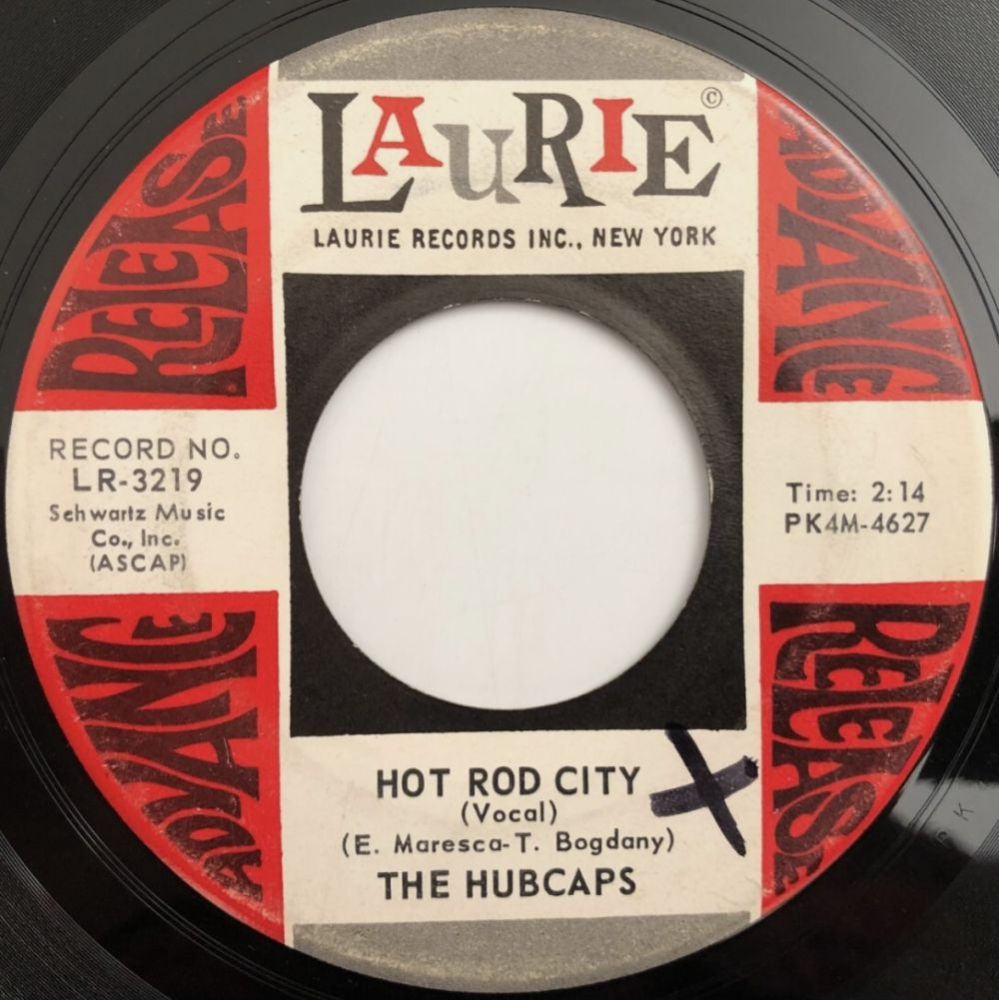 LAURIE ©
LAURIE RECORDS INC., NEW YORK
RELEASE
ADVANCE
RECORD NO.
LR-3219
Schwartz Music
Co., Inc.
(ASCAP)
Time: 2:14
PK4M-4627
ADVANCE
RELEASE
HOT ROD CITY
(Vocal)
(E. Maresca-T. Bogdany)
THE HUBCAPS
X
K